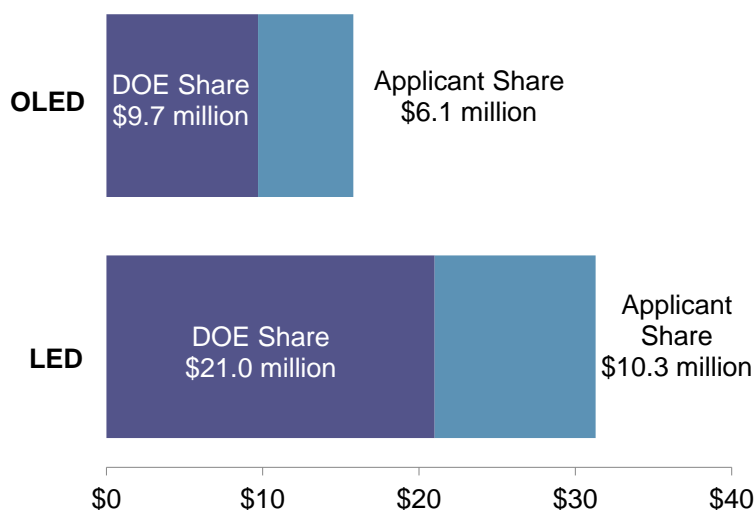 OLED
DOE Share
$9.7 million
Applicant Share
$6.1 million
LED
DOE Share
$21.0 million
Applicant
Share
$10.3 million
$0 $10 $20 $30 $40